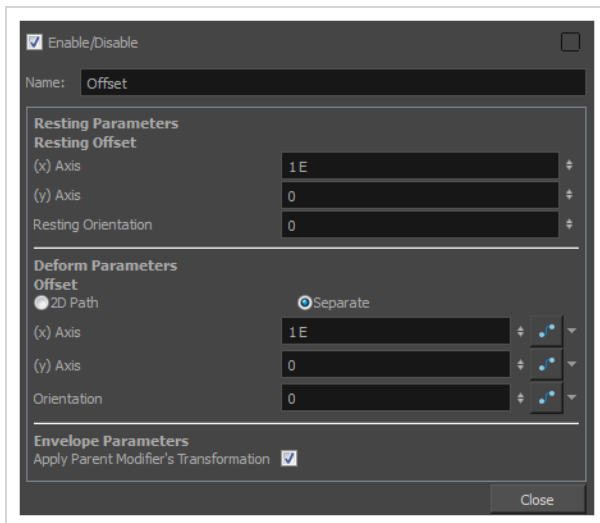 Enable/Disable
Name: Offset
Resting Parameters
Resting Offset
(x) Axis 1 E
(y) Axis 0
Resting Orientation 0
Deform Parameters
Offset
2D Path Separate
(x) Axis 1 E
(y) Axis 0
Orientation 0
Envelope Parameters
Apply Parent Modifier's Transformation
Close